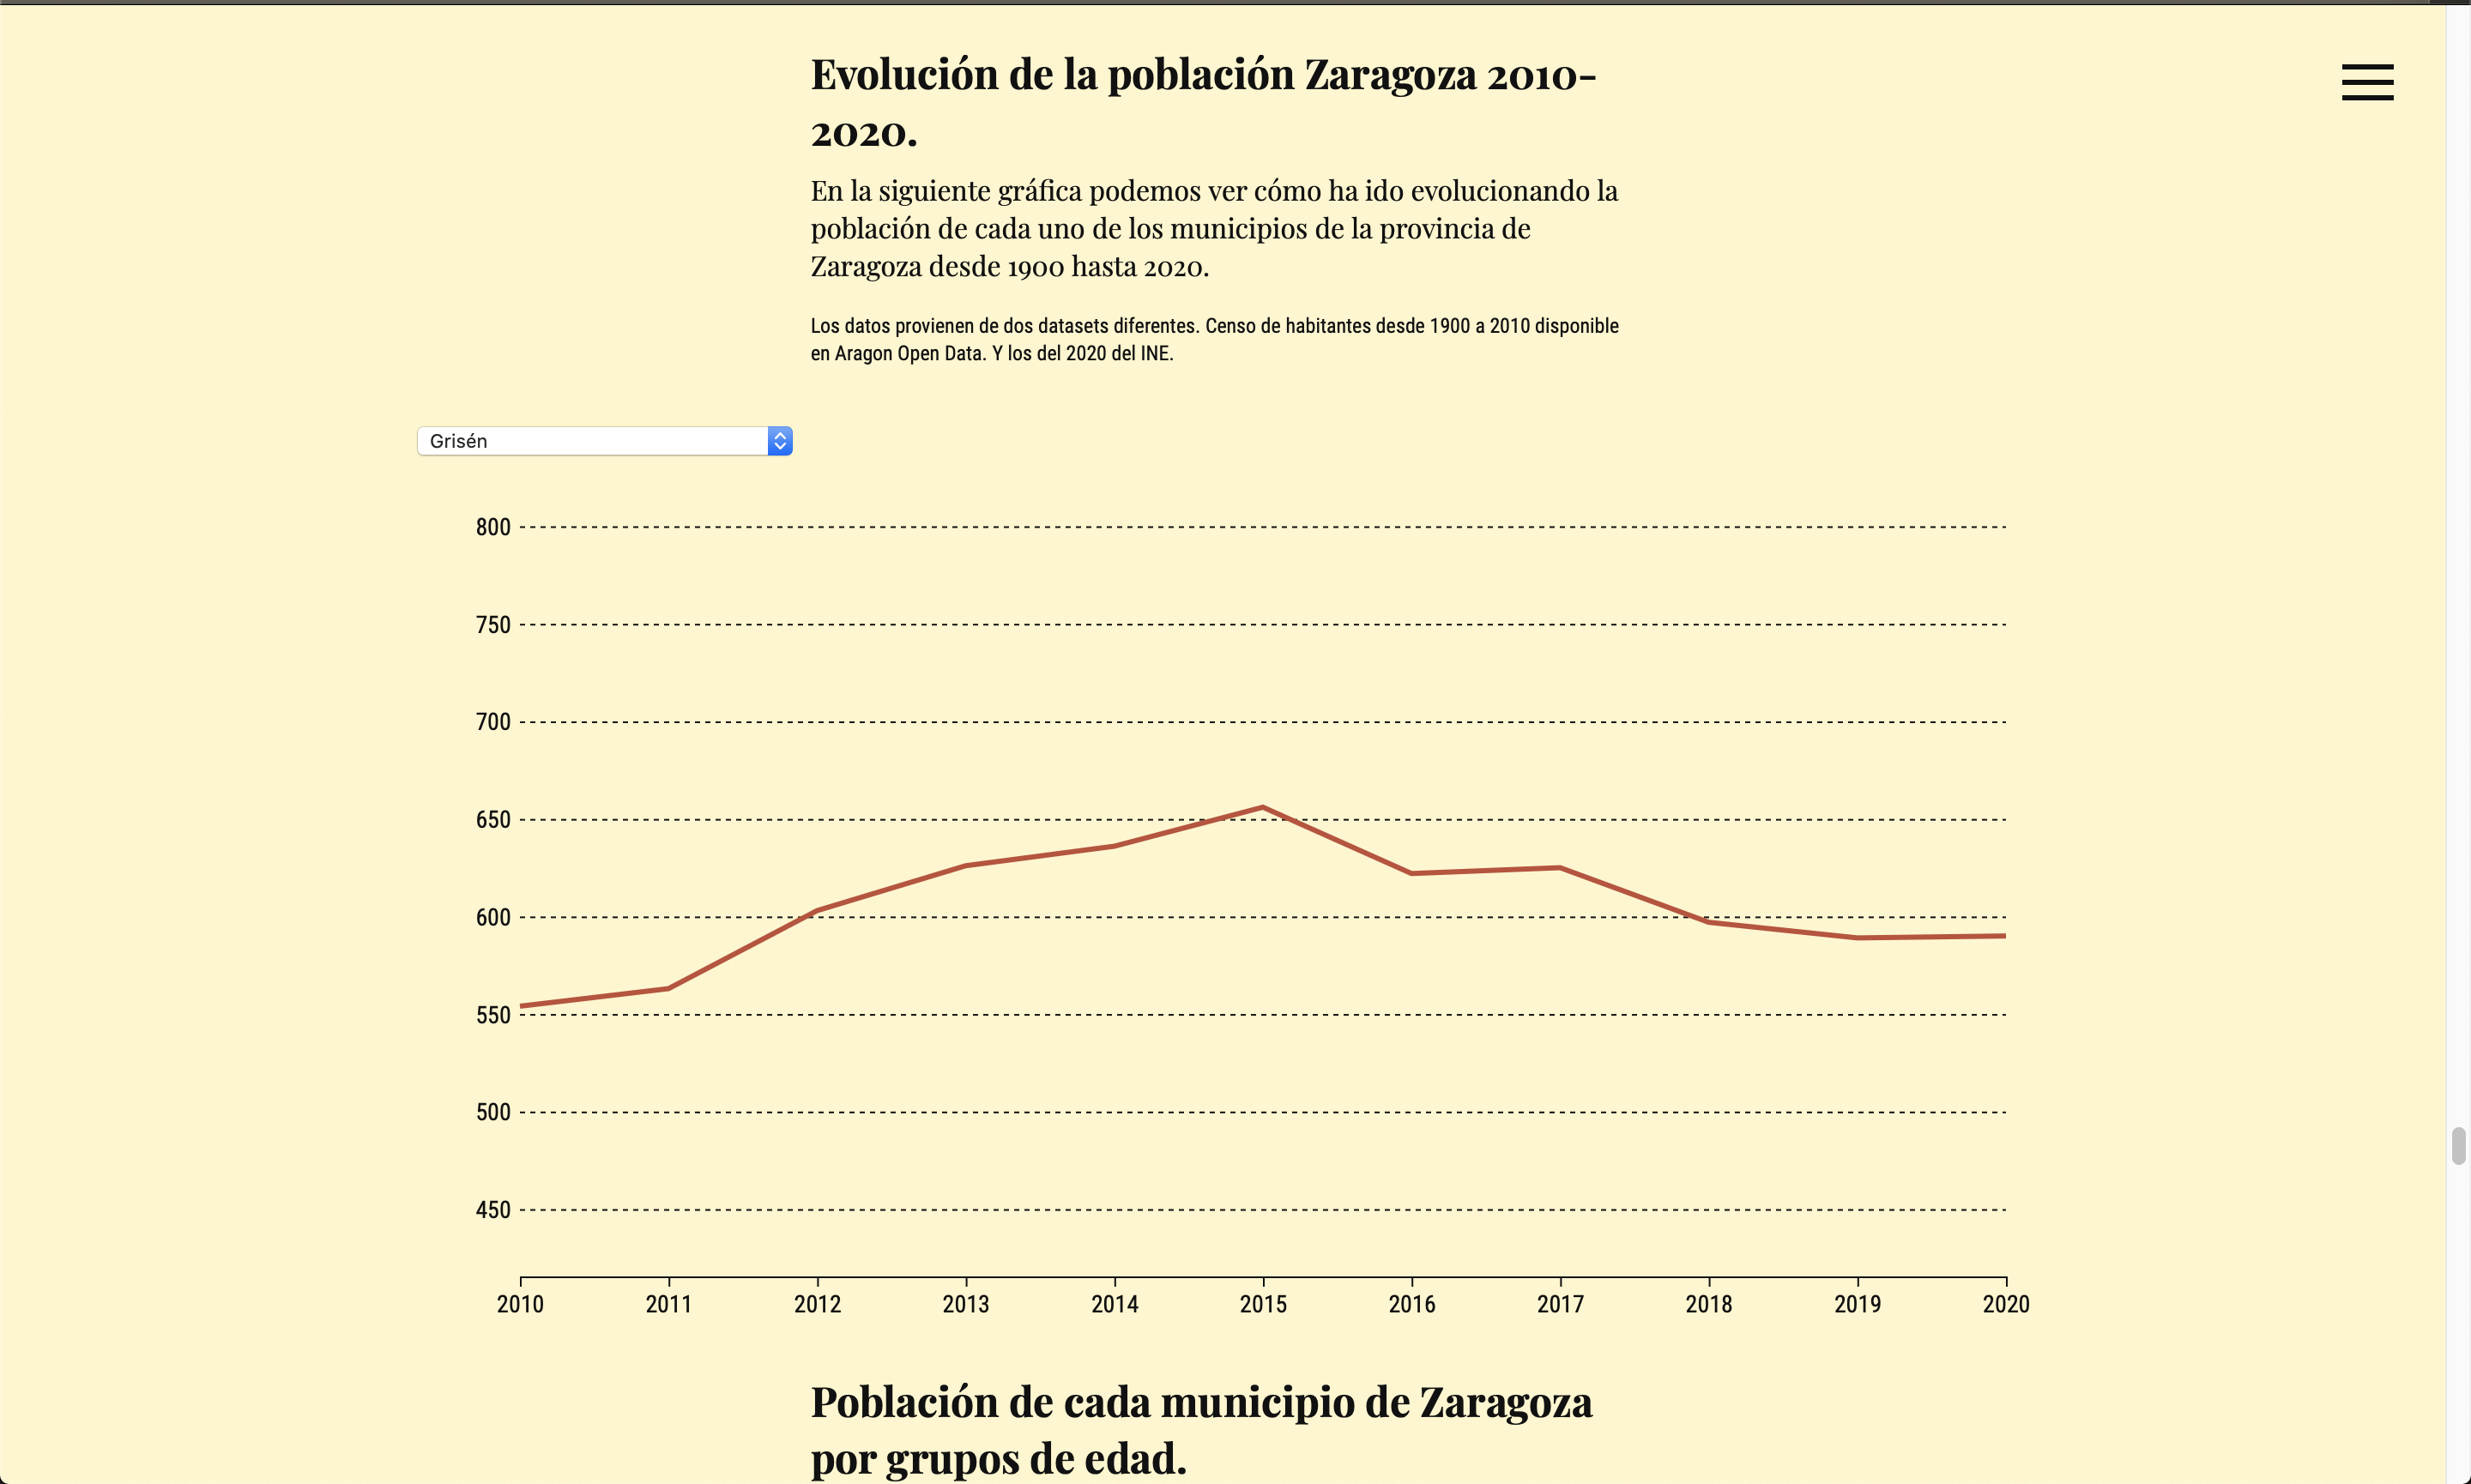 Evolución de la población Zaragoza 2010-
2020.
En la siguiente gráfica podemos ver cómo ha ido evolucionando la
población de cada uno de los municipios de la provincia de
Zaragoza desde 1900 hasta 2020.
Los datos provienen de dos datasets diferentes. Censo de habitantes desde 1900 a 2010 disponible
en Aragon Open Data. Y los del 2020 del INE.
Grisén
800
750
700
650
600
550
500
450
2010 2011 2012 2013 2014 2015 2016 2017 2018 2019 2020
Población de cada municipio de Zaragoza
por grupos de edad.